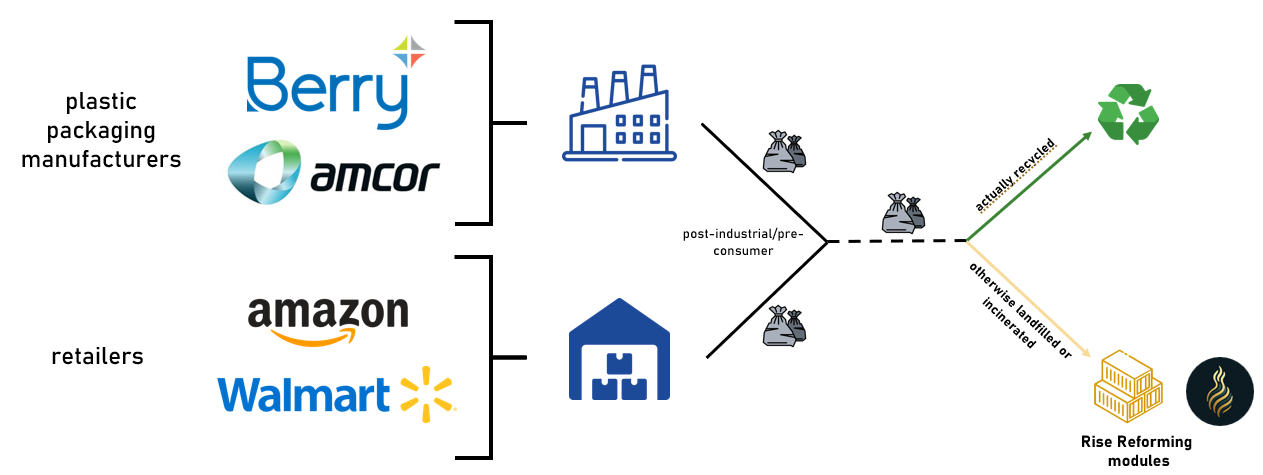 plastic
packaging
manufacturers
Berry
amcor
retailers
amazon
Walmart
post-industrial/pre-
consumer
actually recycled
otherwise landfilled or
incinerated
Rise Reforming
modules